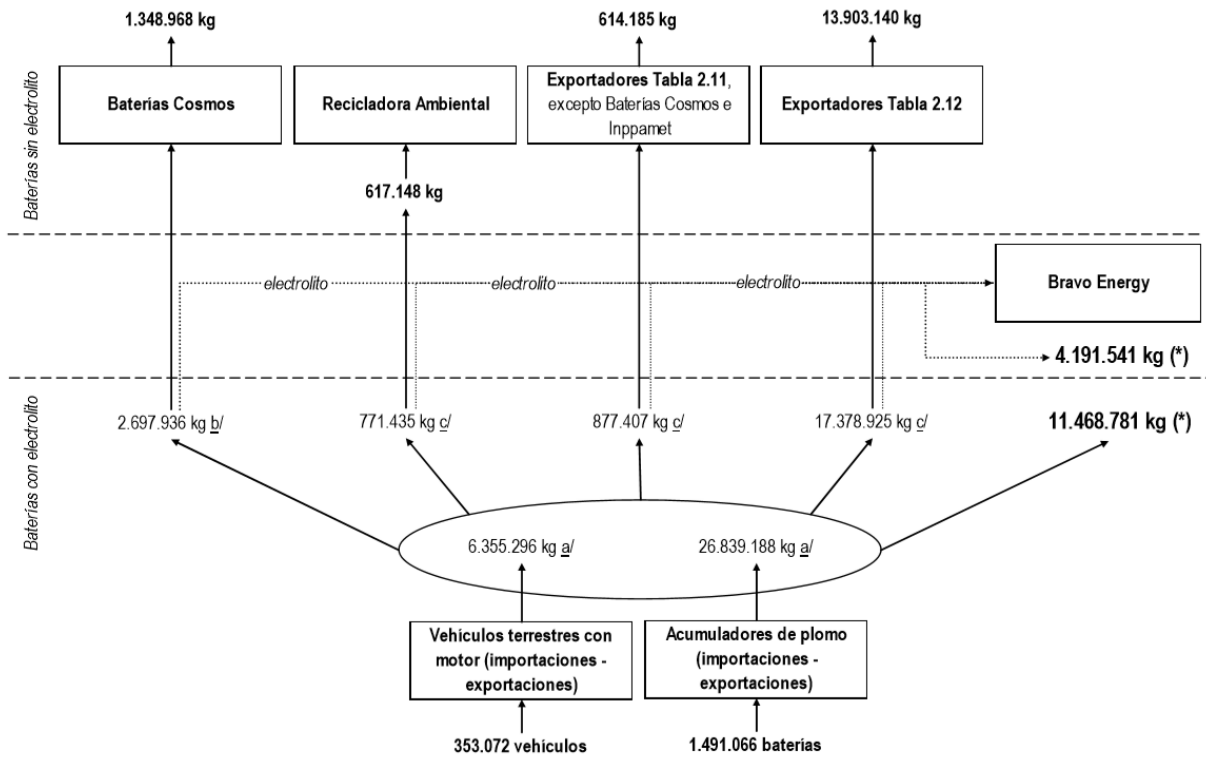 1.348.968 kg
614.185 kg
13.903.140 kg
Baterías sin electrolito
Baterías Cosmos
Recicladora Ambiental
Exportadores Tabla 2.11,
excepto Baterías Cosmos e
Inppamet
Exportadores Tabla 2.12
617.148 kg
electrolito
electrolito
electrolito
Bravo Energy
4.191.541 kg (*)
Baterías con electrolito
2.697.936 kg b/
771.435 kg c/
877.407 kg c/
17.378.925 kg c/
11.468.781 kg (*)
6.355.296 kg a/
26.839.188 kg a/
Vehículos terrestres con
motor (importaciones -
exportaciones)
Acumuladores de plomo
(importaciones -
exportaciones)
353.072 vehículos
1.491.066 baterías